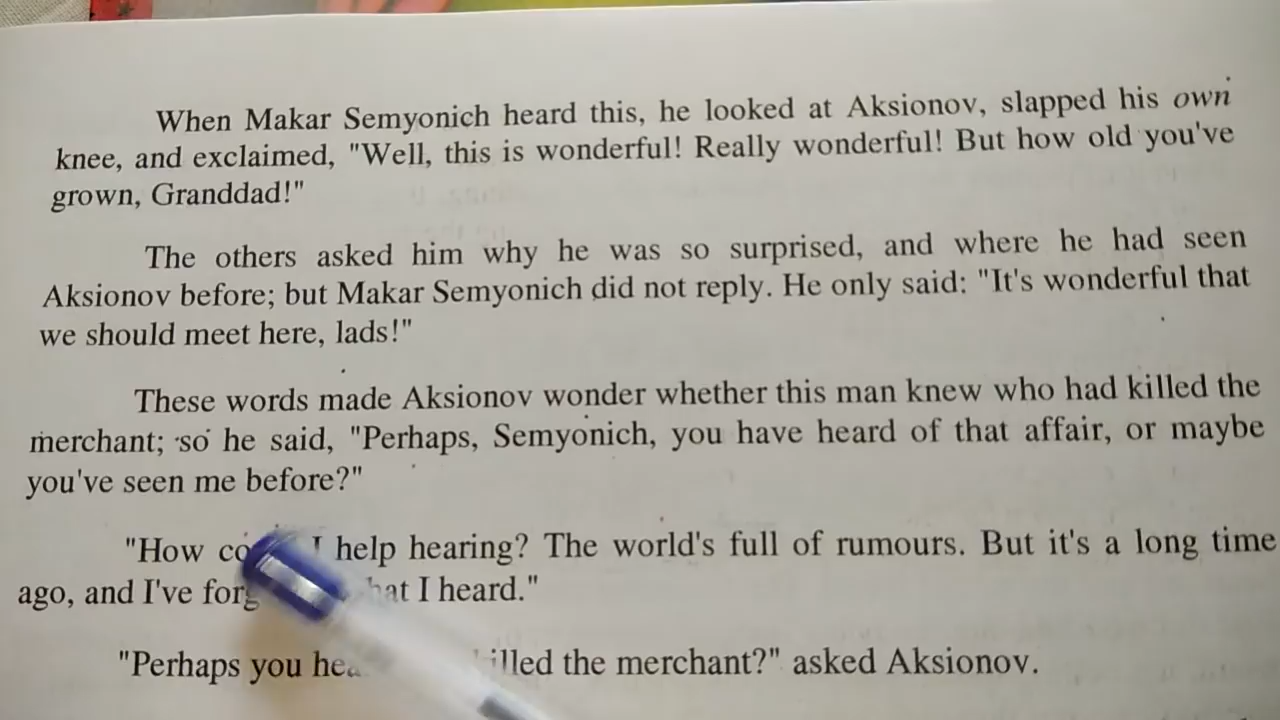 When Makar Semyonich heard this, he looked at Aksionov, slapped his own
knee, and exclaimed, "Well, this is wonderful! Really wonderful! But how old you've
grown, Granddad!"
The others asked him why he was so surprised, and where he had seen
Aksionov before; but Makar Semyonich did not reply. He only said: "It's wonderful that
we should meet here, lads!"
These words made Aksionov wonder whether this man knew who had killed the
merchant; so he said, "Perhaps, Semyonich, you have heard of that affair, or maybe
you've seen me before?"
"How I help hearing? The world's full of rumours. But it's a long time
ago, and I've I heard."
"Perhaps you the merchant?" asked Aksionov.